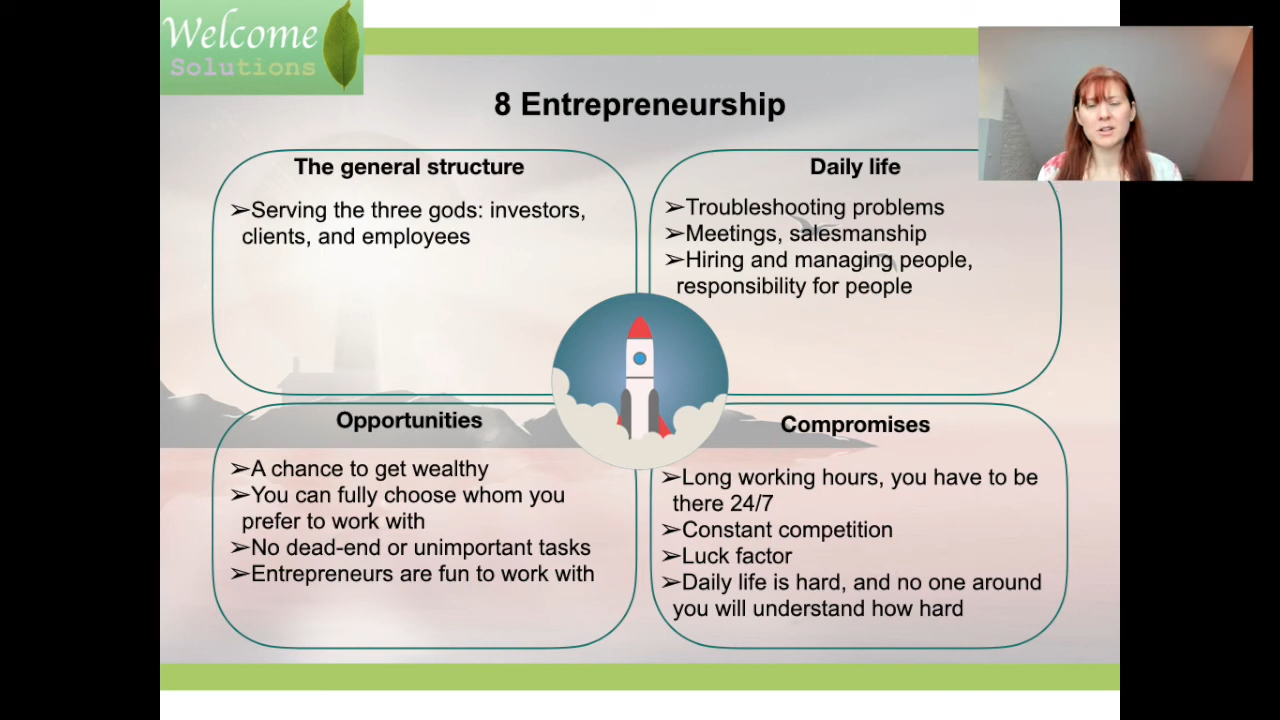 Welcome
Solutions
8 Entrepreneurship
The general structure
➢Serving the three gods: investors,
clients, and employees
Daily life
➢Troubleshooting problems
➢Meetings, salesmanship
➢Hiring and managing people,
responsibility for people
Opportunities
➢A chance to get wealthy
➢You can fully choose whom you
prefer to work with
➢No dead-end or unimportant tasks
➢Entrepreneurs are fun to work with
Compromises
➢Long working hours, you have to be
there 24/7
➢Constant competition
➢Luck factor
➢Daily life is hard, and no one around
you will understand how hard